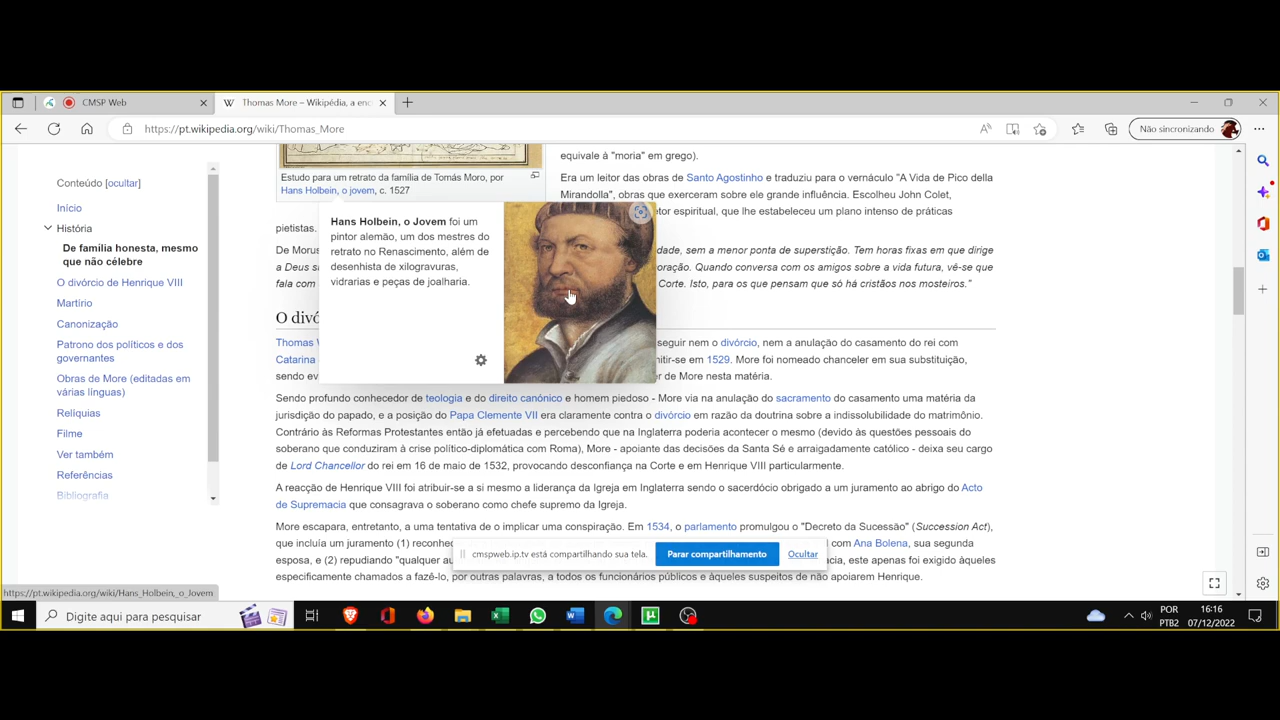 CMSP Web
Thomas More – Wikipédia, a enc
https://pt.wikipedia.org/wiki/Thomas_More
Não sincronizando
Conteúdo [ocultar]
Início
História
De familia honesta, mesmo
que não célebre
O divórcio de Henrique VIII
Martírio
Canonização
Patrono dos políticos e dos
governantes
Obras de More (editadas em
várias línguas)
Relíquias
Filme
Ver também
Referências
Bibliografia
Estudo para um retrato da família de Tomás Moro, por
Hans Holbein, o jovem, c. 1527
Hans Holbein, o Jovem foi um
pintor alemão, um dos mestres do
retrato no Renascimento, além de
desenhista de xilogravuras,
vidrarias e peças de joalharia.
equivale à "moria" em grego).
Era um leitor das obras de Santo Agostinho e traduziu para o vernáculo "A Vida de Pico della
Mirandolla", obras que exerceram sobre ele grande influência. Escolheu John Colet,
etor espiritual, que lhe estabeleceu um plano intenso de práticas
pietistas.
De Morus dade, sem a menor ponta de superstição. Tem horas fixas em que dirige
a Deus si oração. Quando conversa com os amigos sobre a vida futura, vê-se que
fala com Corte. Isto, para os que pensam que só há cristãos nos mosteiros."
O divó
Thomas W seguir nem o divórcio, nem a anulação do casamento do rei com
Catarina mitir-se em 1529. More foi nomeado chanceler em sua substituição,
sendo ev er de More nesta matéria.
Sendo profundo conhecedor de teologia e do direito canónico e homem piedoso - More via na anulação do sacramento do casamento uma matéria da
jurisdição do papado, e a posição do Papa Clemente VII era claramente contra o divórcio em razão da doutrina sobre a indissolubilidade do matrimônio.
Contrário às Reformas Protestantes então já efetuadas e percebendo que na Inglaterra poderia acontecer o mesmo (devido às questões pessoais do
soberano que conduziram à crise político-diplomática com Roma), More - apoiante das decisões da Santa Sé e arraigadamente católico - deixa seu cargo
de Lord Chancellor do rei em 16 de maio de 1532, provocando desconfiança na Corte e em Henrique VIII particularmente.
A reacção de Henrique VIII foi atribuir-se a si mesmo a liderança da Igreja em Inglaterra sendo o sacerdócio obrigado a um juramento ao abrigo do Acto
de Supremacia que consagrava o soberano como chefe supremo da Igreja.
More escapara, entretanto, a uma tentativa de o implicar uma conspiração. Em 1534, o parlamento promulgou o "Decreto da Sucessão" (Succession Act),
que incluía um juramento (1) reconhec com Ana Bolena, sua segunda
esposa, e (2) repudiando "qualquer au cia, este apenas foi exigido àqueles
especificamente chamados a fazê-lo, por outras palavras, a todos os funcionários públicos e àqueles suspeitos de não apoiarem Henrique.
cmspweb.ip.tv está compartilhando sua tela.
Parar compartilhamento
Ocultar
https://pt.wikipedia.org/wiki/Hans_Holbein,_o_Jovem
Digite aqui para pesquisar
POR
PTB2
16:16
07/12/2022